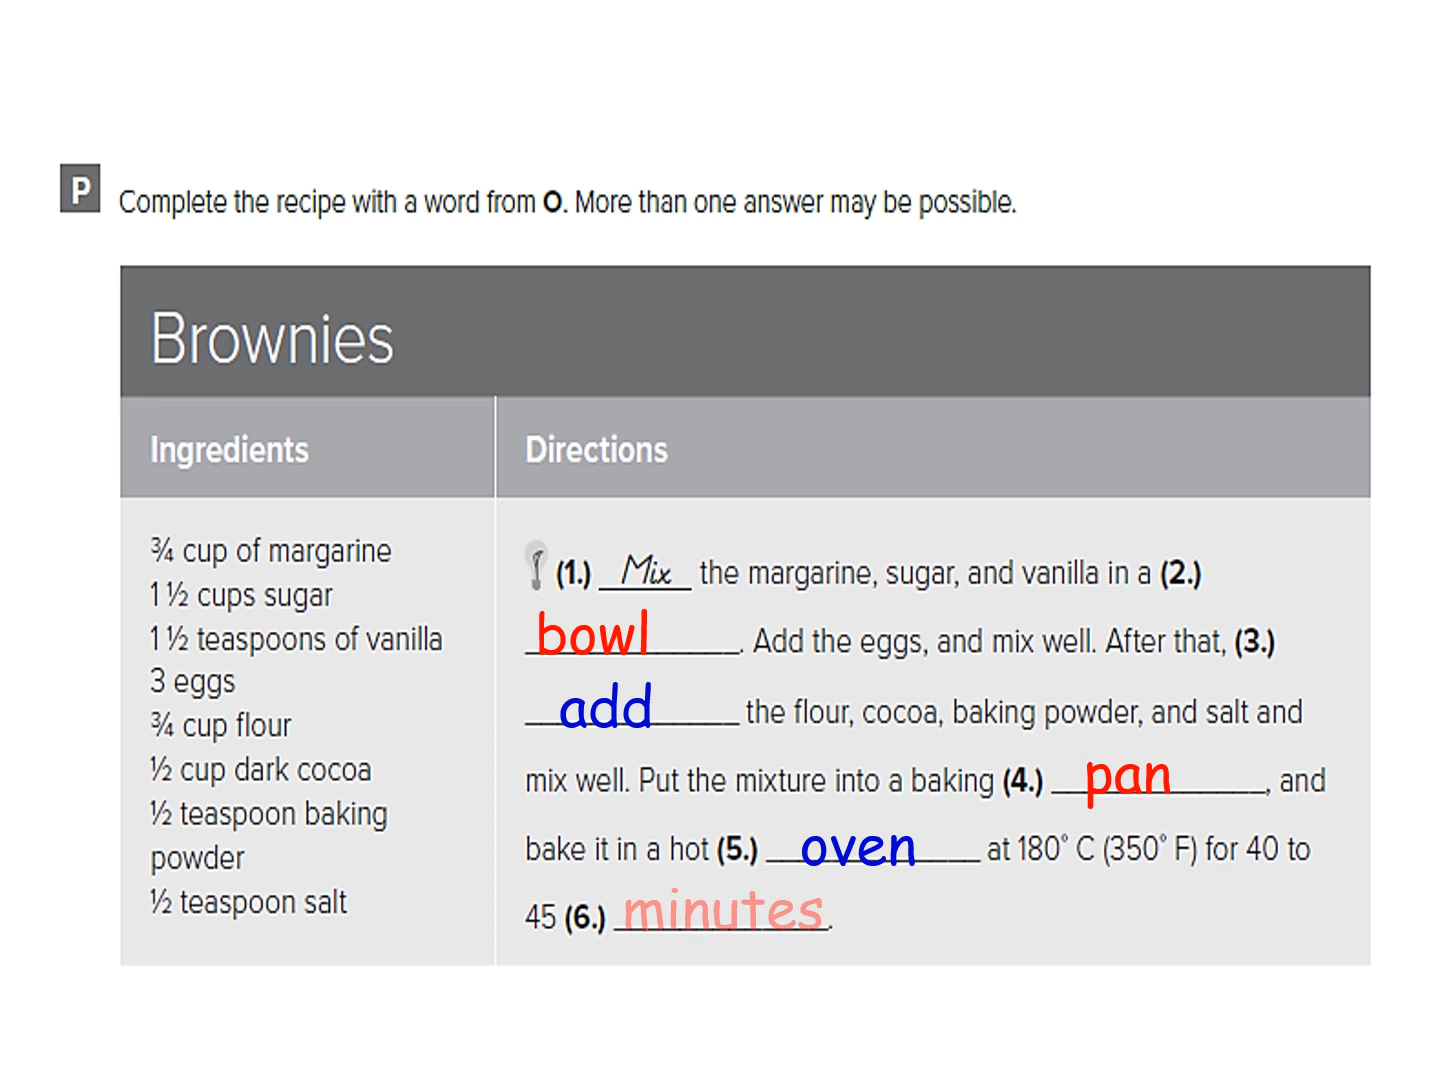 P Complete the recipe with a word from O. More than one answer may be possible.
Brownies
Ingredients
Directions
¾ cup of margarine
1 ½ cups sugar
1 ½ teaspoons of vanilla
3 eggs
¾ cup flour
½ cup dark cocoa
½ teaspoon baking
powder
½ teaspoon salt
(1.) Mix the margarine, sugar, and vanilla in a (2.)
bowl. Add the eggs, and mix well. After that, (3.)
add the flour, cocoa, baking powder, and salt and
mix well. Put the mixture into a baking (4.) pan, and
bake it in a hot (5.) oven at 180° C (350° F) for 40 to
45 (6.) minutes.